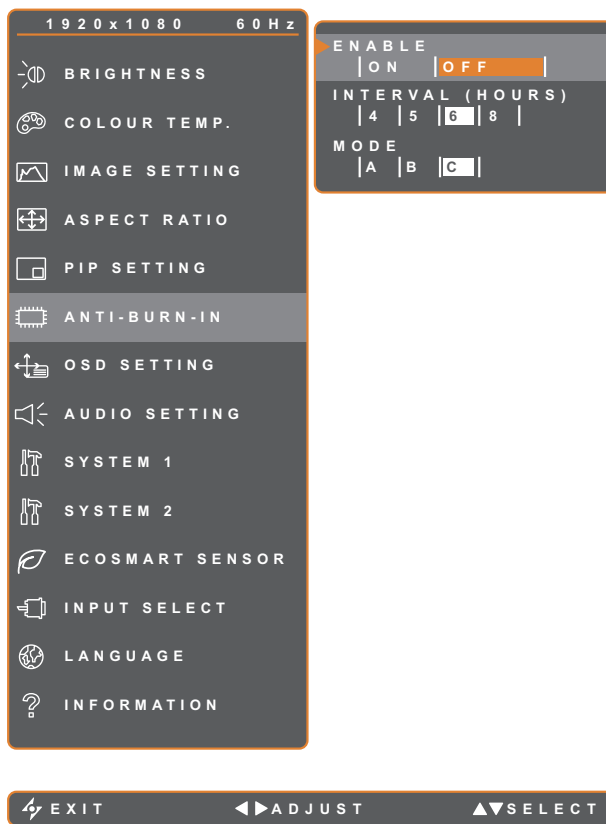 1920x1080 60Hz
BRIGHTNESS
COLOUR TEMP.
IMAGE SETTING
ASPECT RATIO
PIP SETTING
ANTI-BURN-IN
OSD SETTING
AUDIO SETTING
SYSTEM 1
SYSTEM 2
ECOSMART SENSOR
INPUT SELECT
LANGUAGE
INFORMATION
ENABLE
ON OFF
INTERVAL (HOURS)
4 5 6 8
MODE
A B C
EXIT ADJUST SELECT